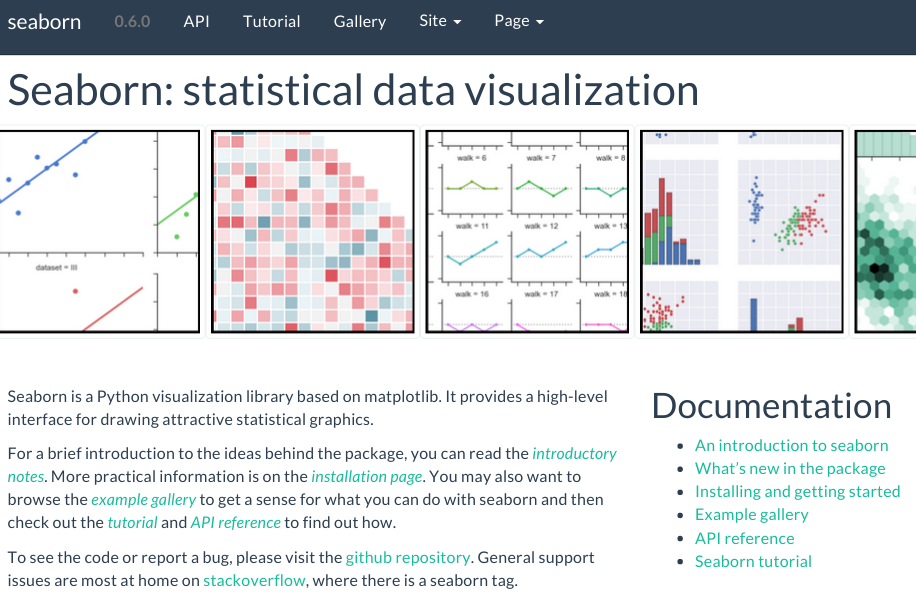 seaborn 0.6.0 API Tutorial Gallery Site Page
Seaborn: statistical data visualization
walk = 6 walk = 7 walk = 8
walk = 11 walk = 12 walk = 13
dataset = III
walk = 16 walk = 17 walk = 18
Seaborn is a Python visualization library based on matplotlib. It provides a high-level
interface for drawing attractive statistical graphics.
For a brief introduction to the ideas behind the package, you can read the introductory
notes. More practical information is on the installation page. You may also want to
browse the example gallery to get a sense for what you can do with seaborn and then
check out the tutorial and API reference to find out how.
To see the code or report a bug, please visit the github repository. General support
issues are most at home on stackoverflow, where there is a seaborn tag.
Documentation
An introduction to seaborn
What's new in the package
Installing and getting started
Example gallery
API reference
Seaborn tutorial